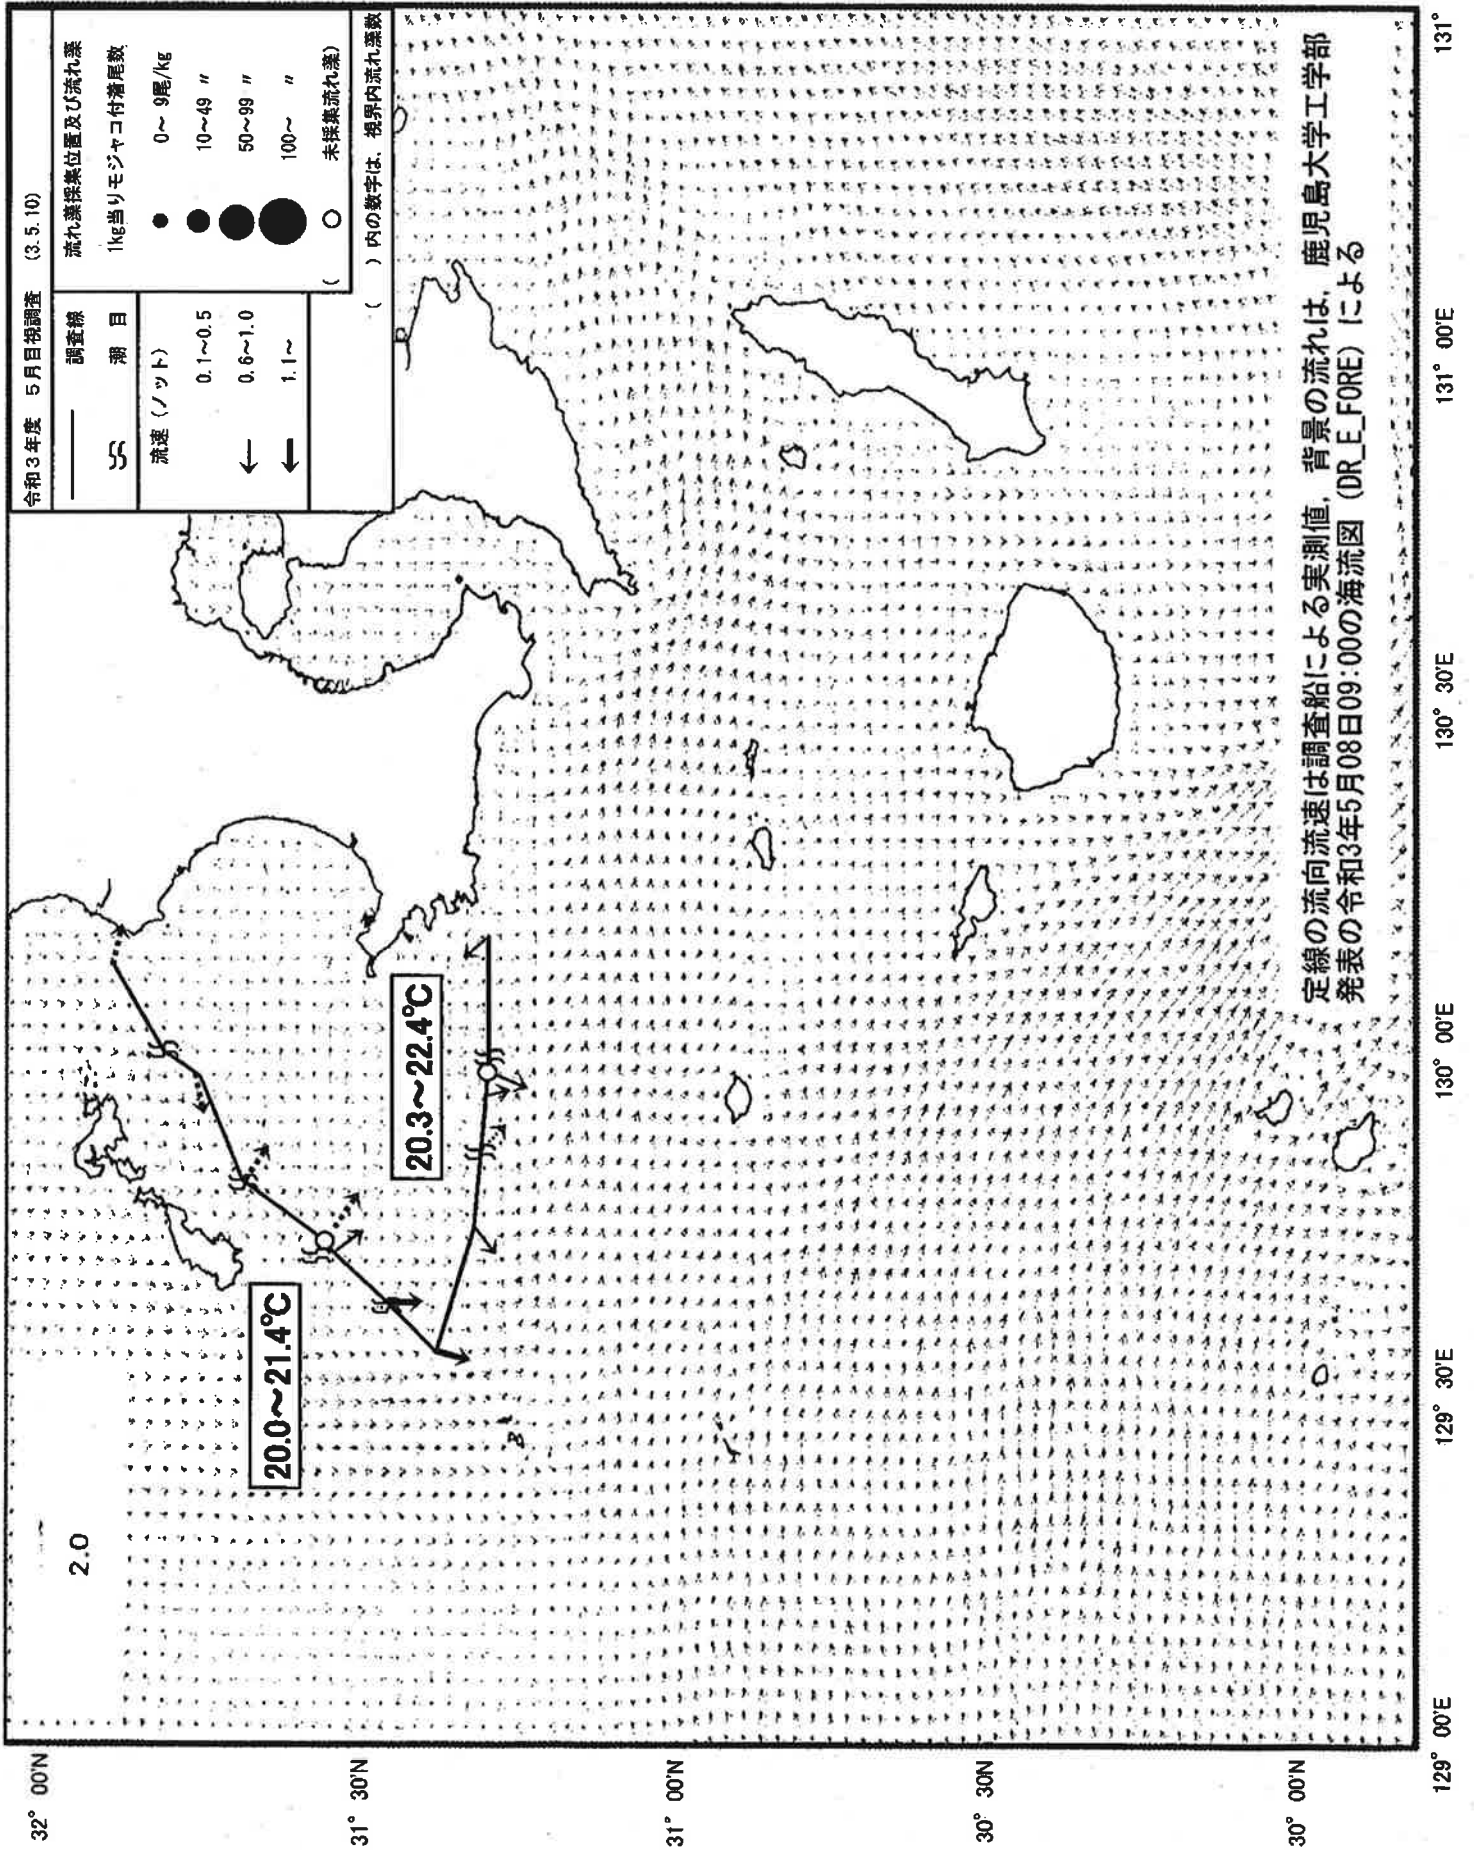 令和3年度 5月目視調査 (3.5.10)
調査線
潮 目
流速 (ノット)
0.1~0.5
0.6~1.0
1.1~
流れ藻採集位置及び流れ藻
1kg当りモジャコ付着尾数
0~ 9尾/kg
10~49 〃
50~99 〃
100~ 〃
( 未採集流れ藻)
( ) 内の数字は、視界内流れ藻数
2.0
20.0~21.4℃
20.3~22.4℃
定線の流向流速は調査船による実測値, 背景の流れは, 鹿児島大学工学部
発表の令和3年5月08日09:00の海流図 (DR_E_FORE) による
32° 00'N
31° 30'N
31° 00'N
30° 30N
30° 00'N
129° 00'E
129° 30'E
130° 00'E
130° 30'E
131° 00'E
131°